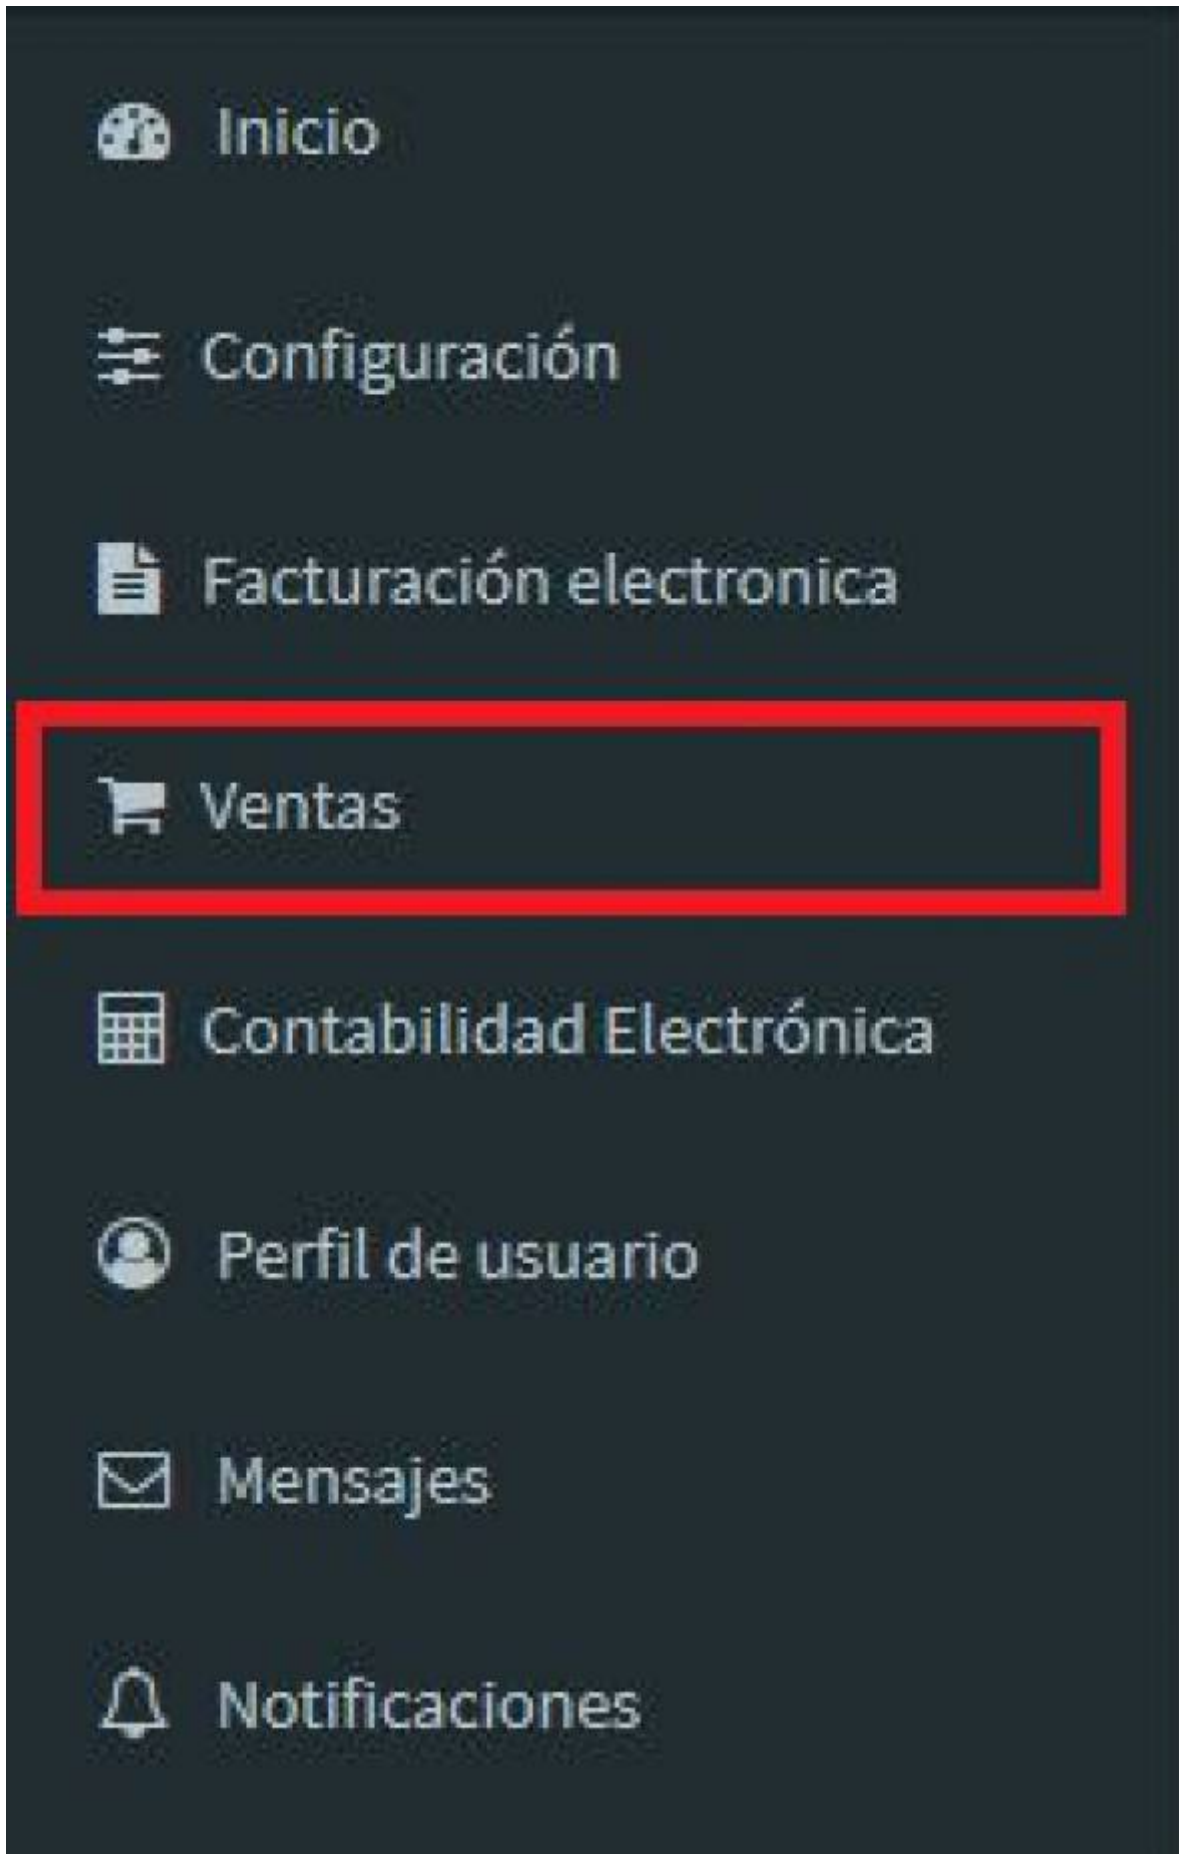 Inicio
Configuración
Facturación electronica
Ventas
Contabilidad Electrónica
Perfil de usuario
Mensajes
Notificaciones